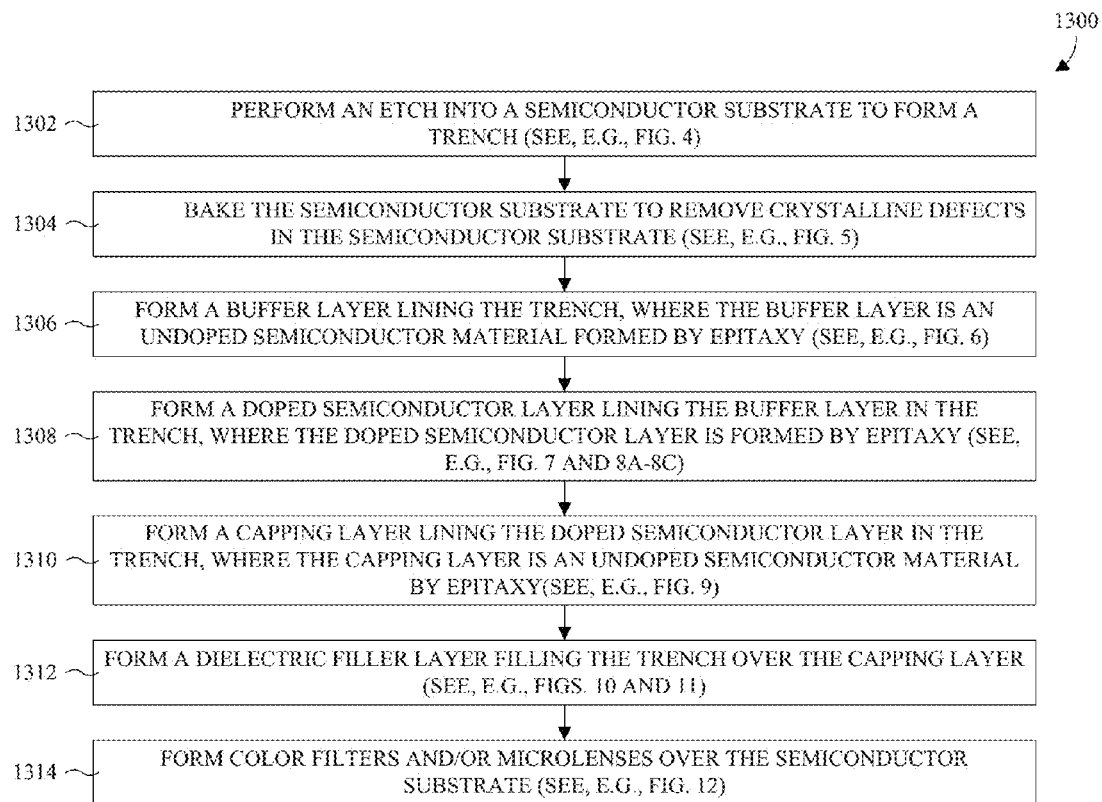 1300
1302
PERFORM AN ETCH INTO A SEMICONDUCTOR SUBSTRATE TO FORM A
TRENCH (SEE, E.G., FIG. 4)
1304
BAKE THE SEMICONDUCTOR SUBSTRATE TO REMOVE CRYSTALLINE DEFECTS
IN THE SEMICONDUCTOR SUBSTRATE (SEE, E.G., FIG. 5)
1306
FORM A BUFFER LAYER LINING THE TRENCH, WHERE THE BUFFER LAYER IS AN
UNDOPED SEMICONDUCTOR MATERIAL FORMED BY EPITAXY (SEE, E.G., FIG. 6)
1308
FORM A DOPED SEMICONDUCTOR LAYER LINING THE BUFFER LAYER IN THE
TRENCH, WHERE THE DOPED SEMICONDUCTOR LAYER IS FORMED BY EPITAXY (SEE,
E.G., FIG. 7 AND 8A-8C)
1310
FORM A CAPPING LAYER LINING THE DOPED SEMICONDUCTOR LAYER IN THE
TRENCH, WHERE THE CAPPING LAYER IS AN UNDOPED SEMICONDUCTOR MATERIAL
BY EPITAXY(SEE, E.G., FIG. 9)
1312
FORM A DIELECTRIC FILLER LAYER FILLING THE TRENCH OVER THE CAPPING LAYER
(SEE, E.G., FIGS. 10 AND 11)
1314
FORM COLOR FILTERS AND/OR MICROLENSES OVER THE SEMICONDUCTOR
SUBSTRATE (SEE, E.G., FIG. 12)